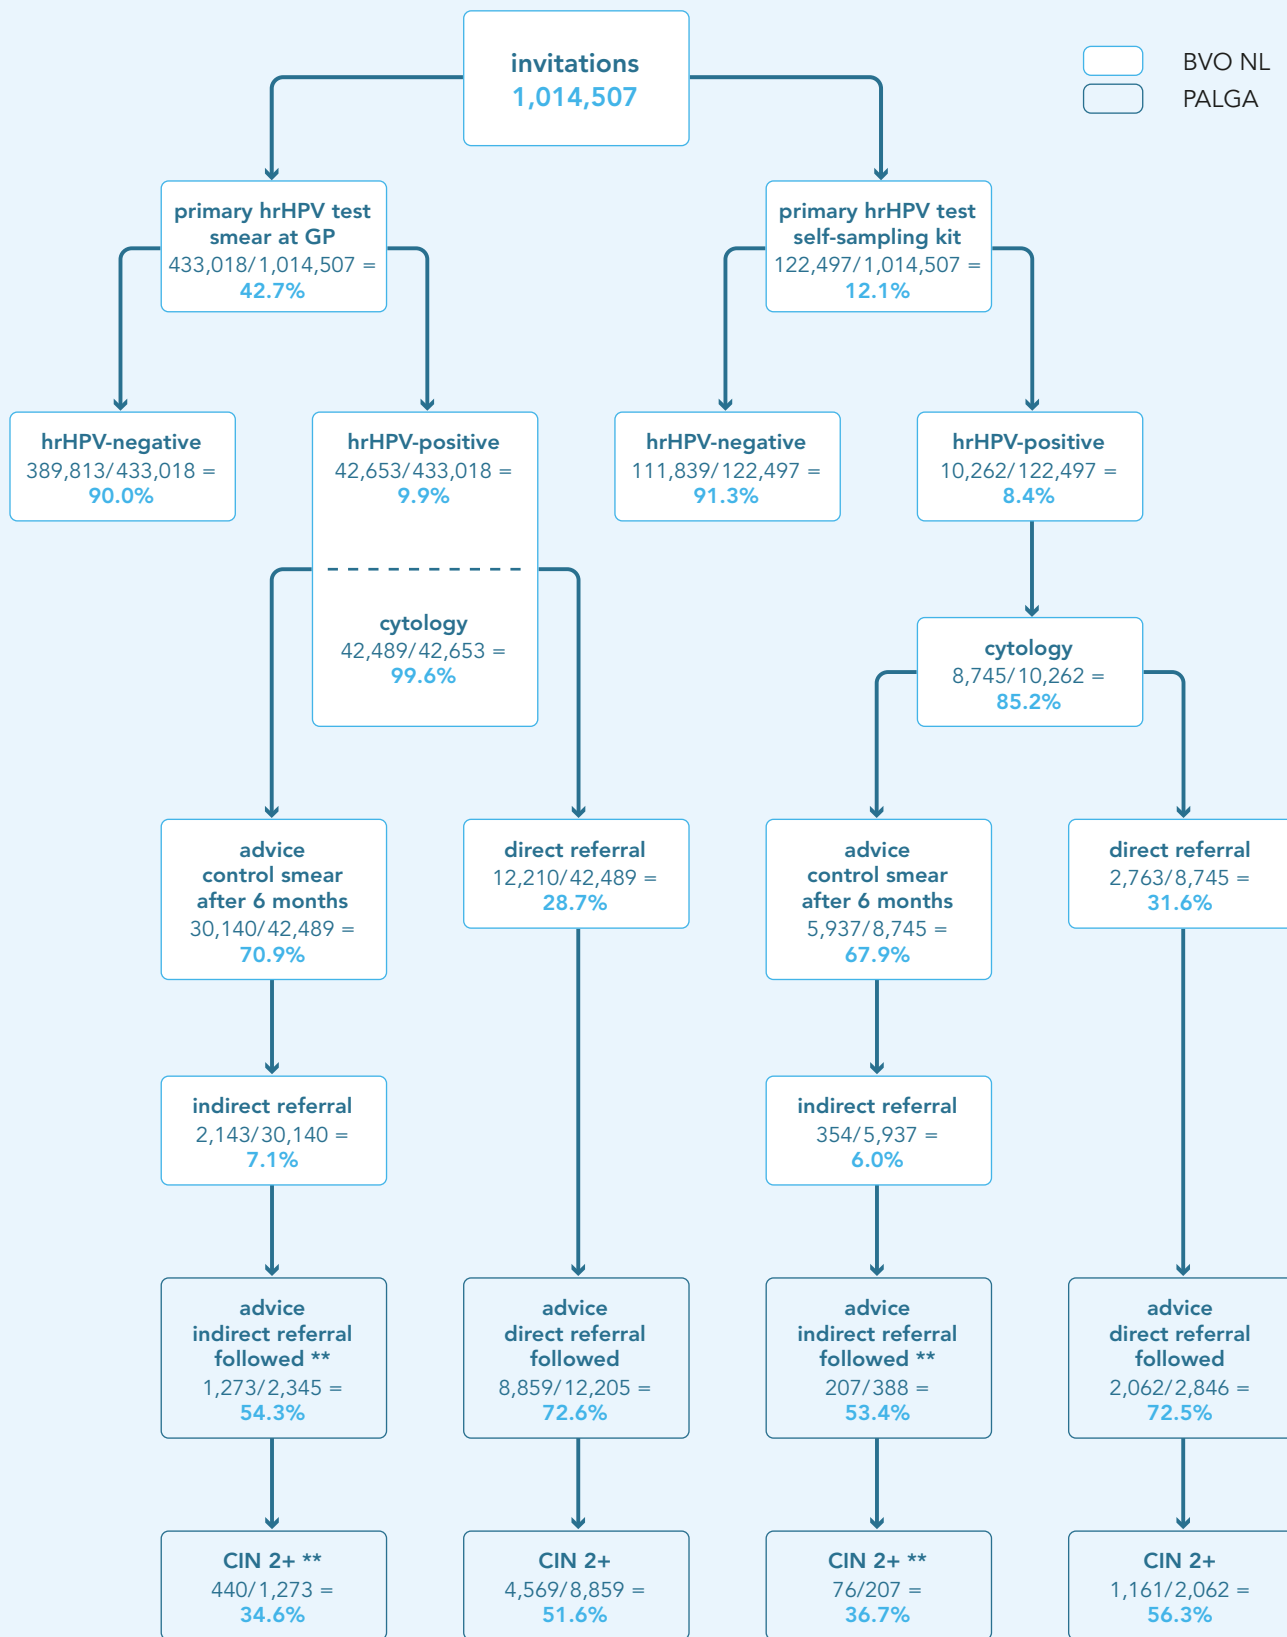 invitations
1,014,507
BVO NL
PALGA
primary hrHPV test
smear at GP
433,018/1,014,507 =
42.7%
primary hrHPV test
self-sampling kit
122,497/1,014,507 =
12.1%
hrHPV-negative
389,813/433,018 =
90.0%
hrHPV-positive
42,653/433,018 =
9.9%
hrHPV-negative
111,839/122,497 =
91.3%
hrHPV-positive
10,262/122,497 =
8.4%
cytology
42,489/42,653 =
99.6%
cytology
8,745/10,262 =
85.2%
advice
control smear
after 6 months
30,140/42,489 =
70.9%
direct referral
12,210/42,489 =
28.7%
advice
control smear
after 6 months
5,937/8,745 =
67.9%
direct referral
2,763/8,745 =
31.6%
indirect referral
2,143/30,140 =
7.1%
indirect referral
354/5,937 =
6.0%
advice
indirect referral
followed **
1,273/2,345 =
54.3%
advice
direct referral
followed
8,859/12,205 =
72.6%
advice
indirect referral
followed **
207/388 =
53.4%
advice
direct referral
followed
2,062/2,846 =
72.5%
CIN 2+ **
440/1,273 =
34.6%
CIN 2+
4,569/8,859 =
51.6%
CIN 2+ **
76/207 =
36.7%
CIN 2+
1,161/2,062 =
56.3%